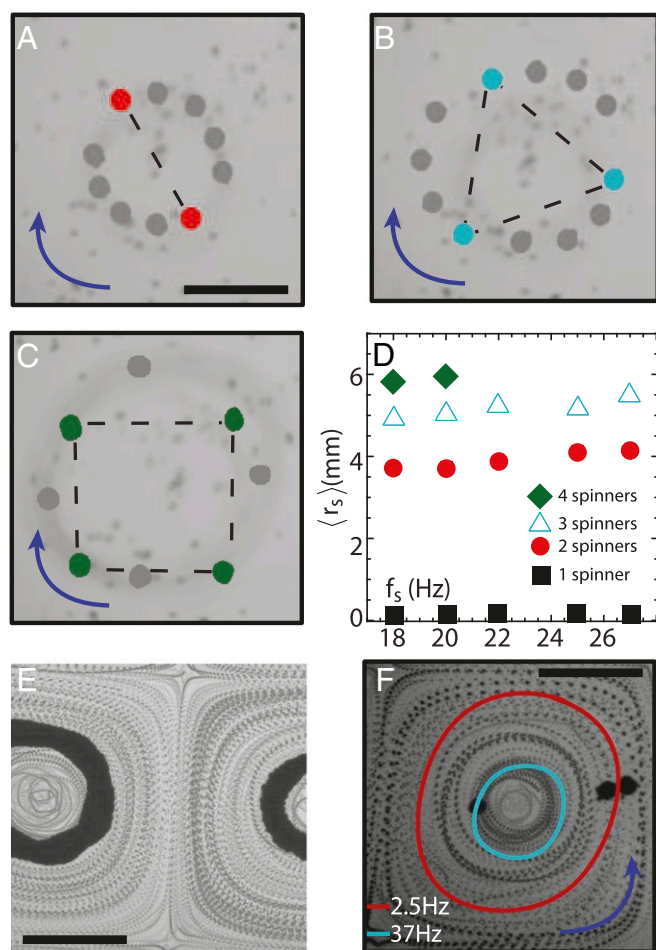 A
B
C
D
6
4
2
0
⟨r_s⟩(mm)
4 spinners
3 spinners
2 spinners
1 spinner
f_s (Hz)
18 20 22 24 26
E
F
2.5Hz
37Hz